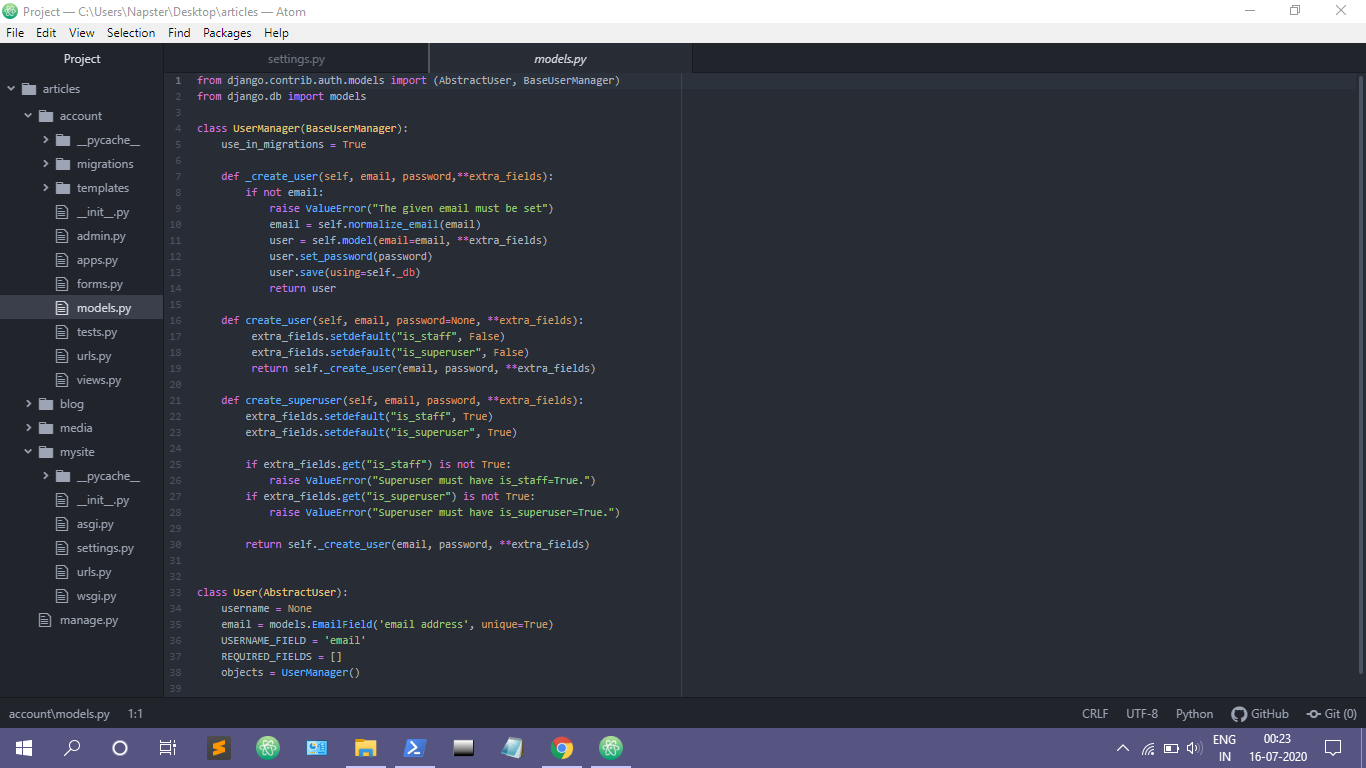 Project — C:\Users\Napster\Desktop\articles — Atom
File Edit View Selection Find Packages Help
Project
settings.py
models.py
articles
account
__pycache__
migrations
templates
__init__.py
admin.py
apps.py
forms.py
models.py
tests.py
urls.py
views.py
blog
media
mysite
__pycache__
__init__.py
asgi.py
settings.py
urls.py
wsgi.py
manage.py
1 from django.contrib.auth.models import (AbstractUser, BaseUserManager)
2 from django.db import models
3
4 class UserManager(BaseUserManager):
5     use_in_migrations = True
6
7     def _create_user(self, email, password,**extra_fields):
8         if not email:
9             raise ValueError("The given email must be set")
10             email = self.normalize_email(email)
11             user = self.model(email=email, **extra_fields)
12             user.set_password(password)
13             user.save(using=self._db)
14             return user
15
16     def create_user(self, email, password=None, **extra_fields):
17          extra_fields.setdefault("is_staff", False)
18          extra_fields.setdefault("is_superuser", False)
19          return self._create_user(email, password, **extra_fields)
20
21     def create_superuser(self, email, password, **extra_fields):
22         extra_fields.setdefault("is_staff", True)
23         extra_fields.setdefault("is_superuser", True)
24
25         if extra_fields.get("is_staff") is not True:
26             raise ValueError("Superuser must have is_staff=True.")
27         if extra_fields.get("is_superuser") is not True:
28             raise ValueError("Superuser must have is_superuser=True.")
29
30         return self._create_user(email, password, **extra_fields)
31
32
33 class User(AbstractUser):
34     username = None
35     email = models.EmailField('email address', unique=True)
36     USERNAME_FIELD = 'email'
37     REQUIRED_FIELDS = []
38     objects = UserManager()
39
account\models.py 1:1 CRLF UTF-8 Python GitHub Git (0)
ENG 00:23
IN 16-07-2020